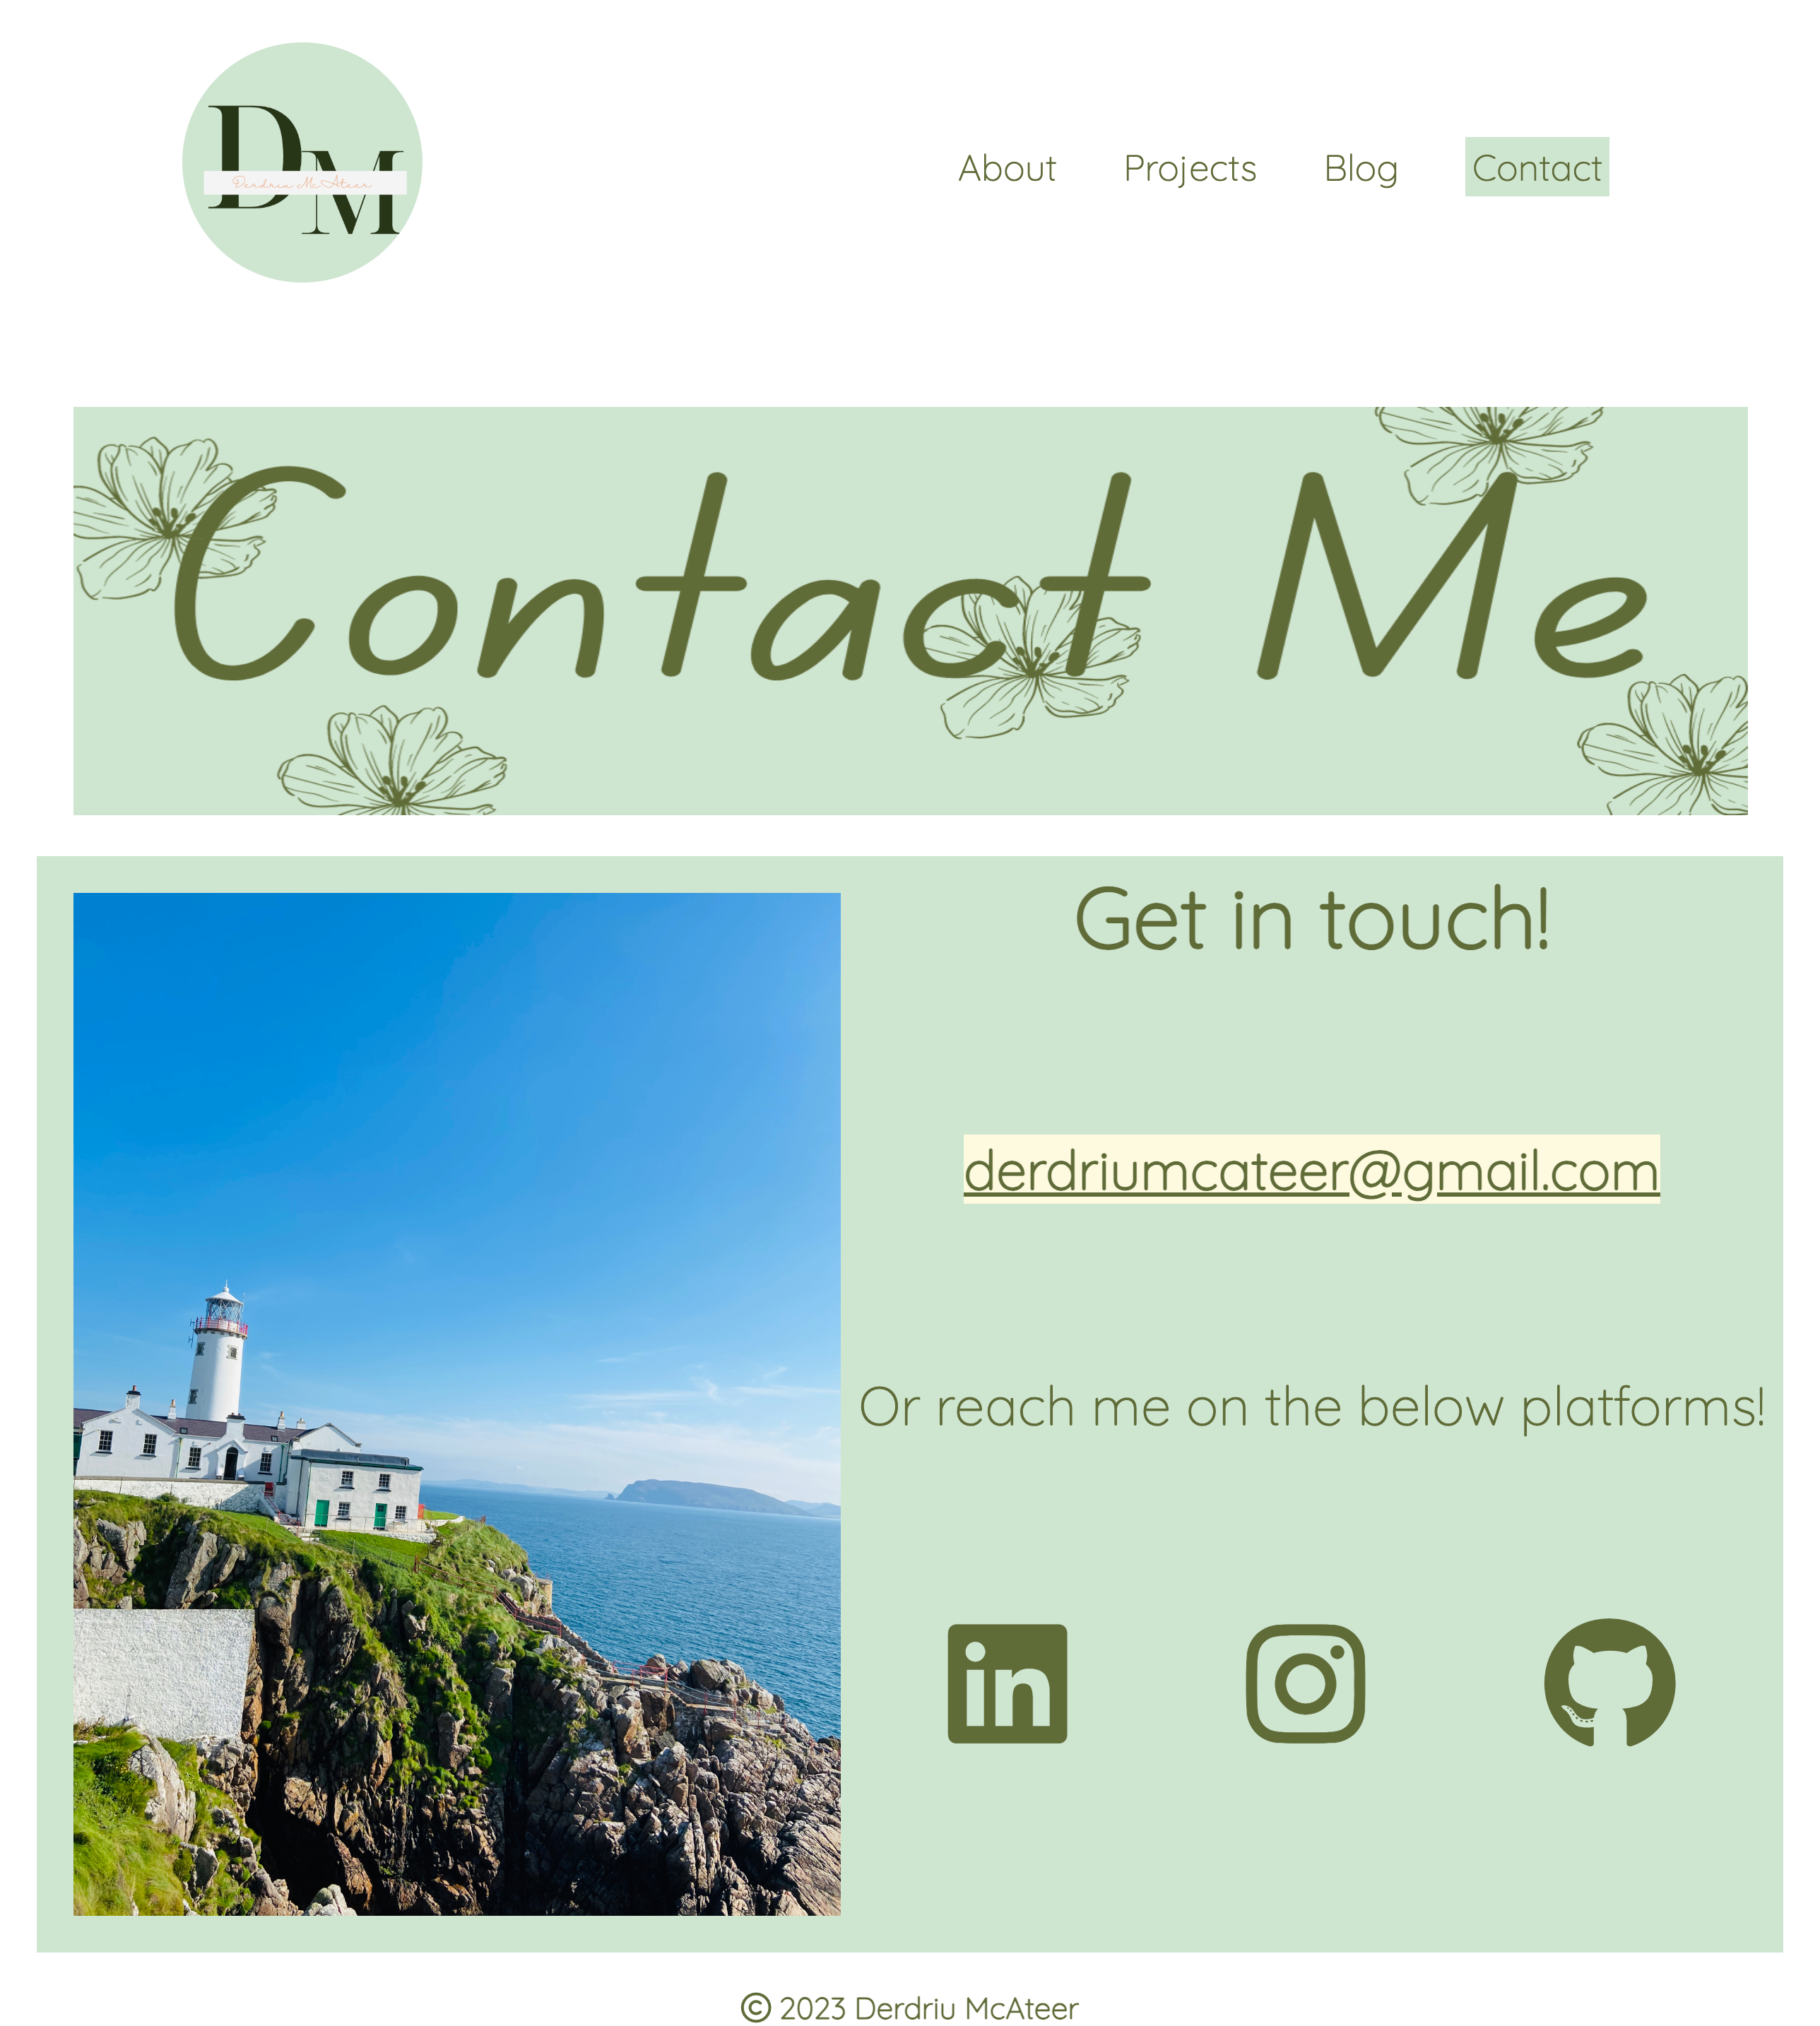 DM
Derdriu McAteer
About Projects Blog Contact
Contact Me
Get in touch!
derdriumcateer@gmail.com
Or reach me on the below platforms!
in
© 2023 Derdriu McAteer